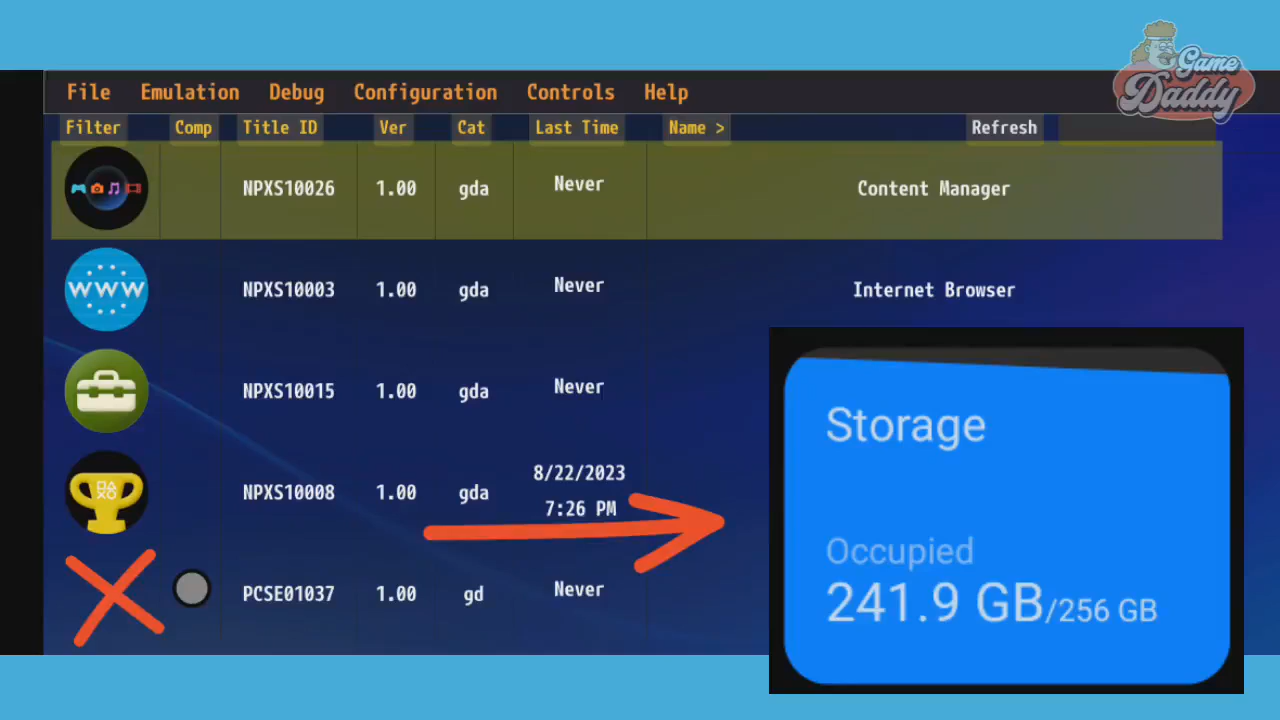 Game
Daddy
File Emulation Debug Configuration Controls Help
Filter Comp Title ID Ver Cat Last Time Name > Refresh
NPXS10026 1.00 gda Never Content Manager
WWW NPXS10003 1.00 gda Never Internet Browser
NPXS10015 1.00 gda Never
NPXS10008 1.00 gda 8/22/2023
7:26 PM
PCSE01037 1.00 gd Never
Storage
Occupied
241.9 GB/256 GB